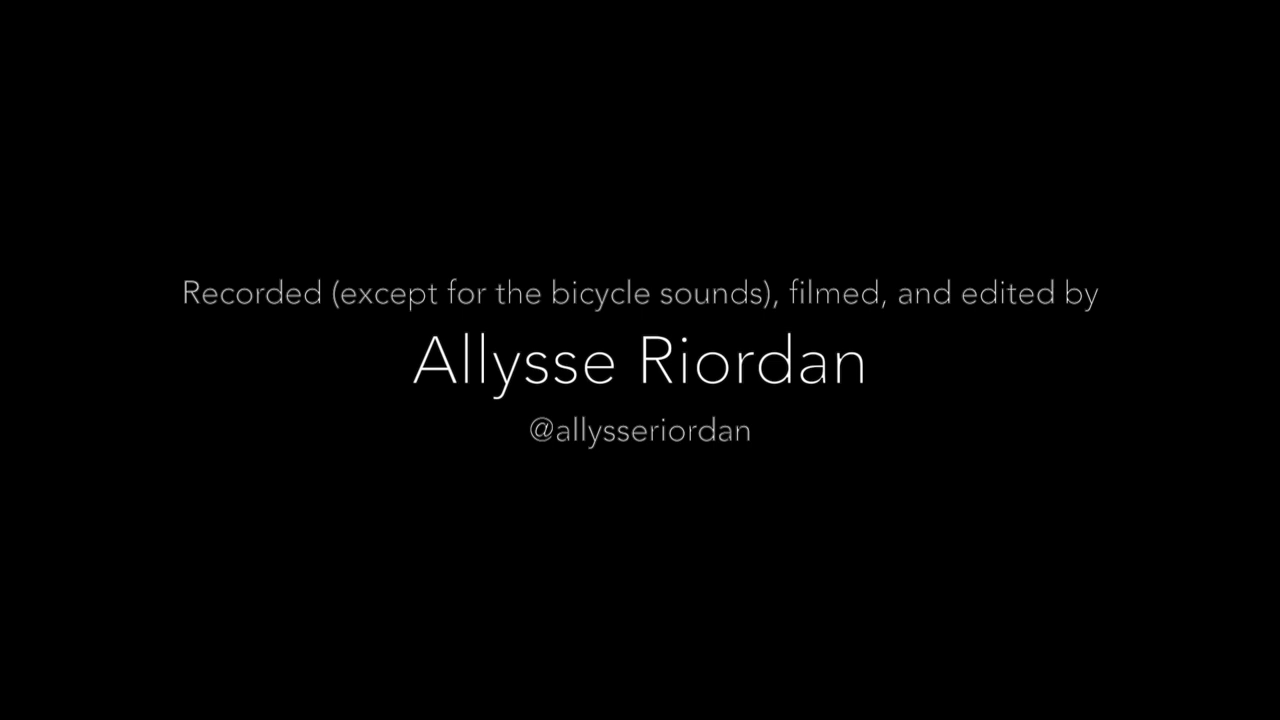 Recorded (except for the bicycle sounds), filmed, and edited by
Allysse Riordan
@allysseriordan